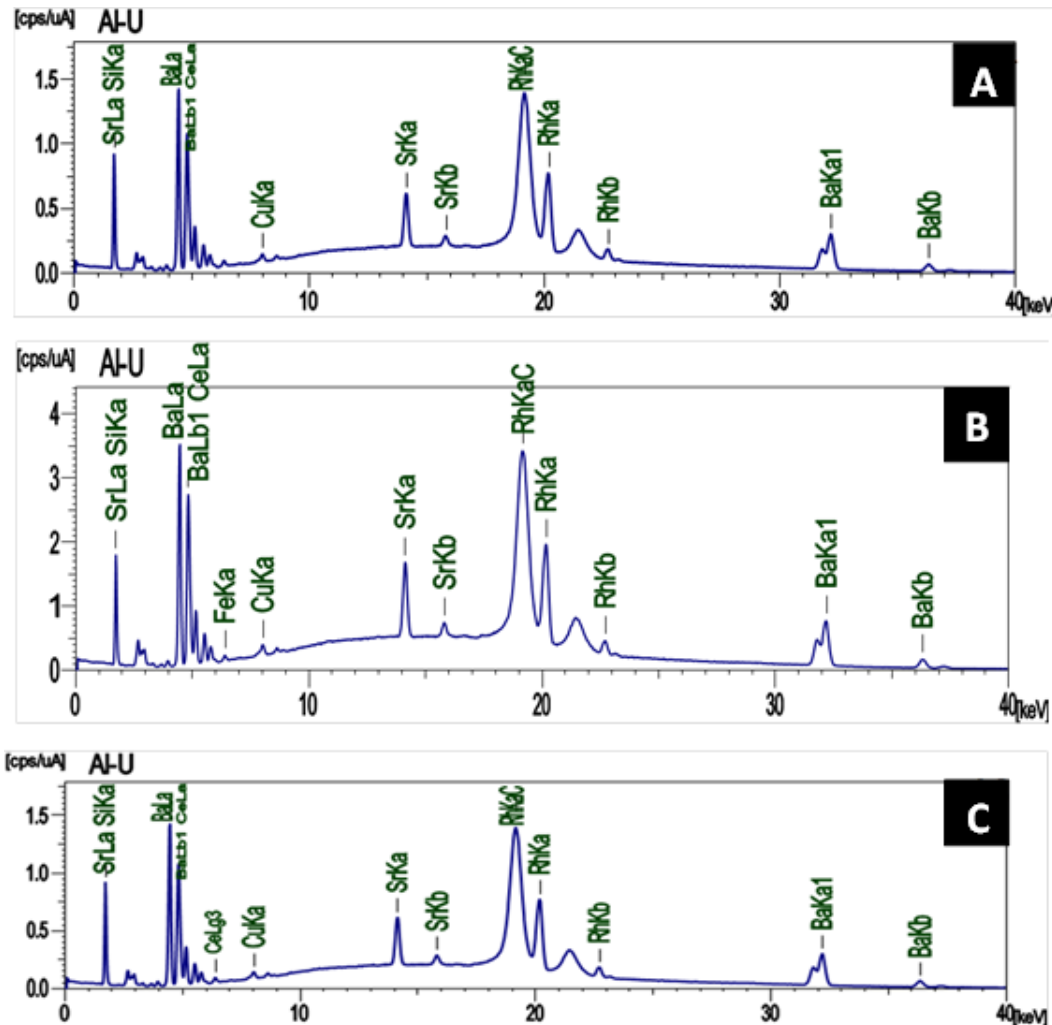 [cps/uA] Al-U
A
SrLa SiKa
BaLa
BaLb1 CeLa
CuKa
SrKa
SrKb
RhKaC
RhKa
RhKb
BaKa1
BaKb
1.5
1.0
0.5
0.0
0 10 20 30 40[keV]
[cps/uA] Al-U
B
SrLa SiKa
BaLa
BaLb1 CeLa
FeKa
CuKa
SrKa
SrKb
RhKaC
RhKa
RhKb
BaKa1
BaKb
4
3
2
1
0
0 10 20 30 40[keV]
[cps/uA] Al-U
C
SrLa SiKa
BaLa
BaLb1 CeLa
CeLg3
CuKa
SrKa
SrKb
RhKaC
RhKa
RhKb
BaKa1
BaKb
1.5
1.0
0.5
0.0
0 10 20 30 40[keV]